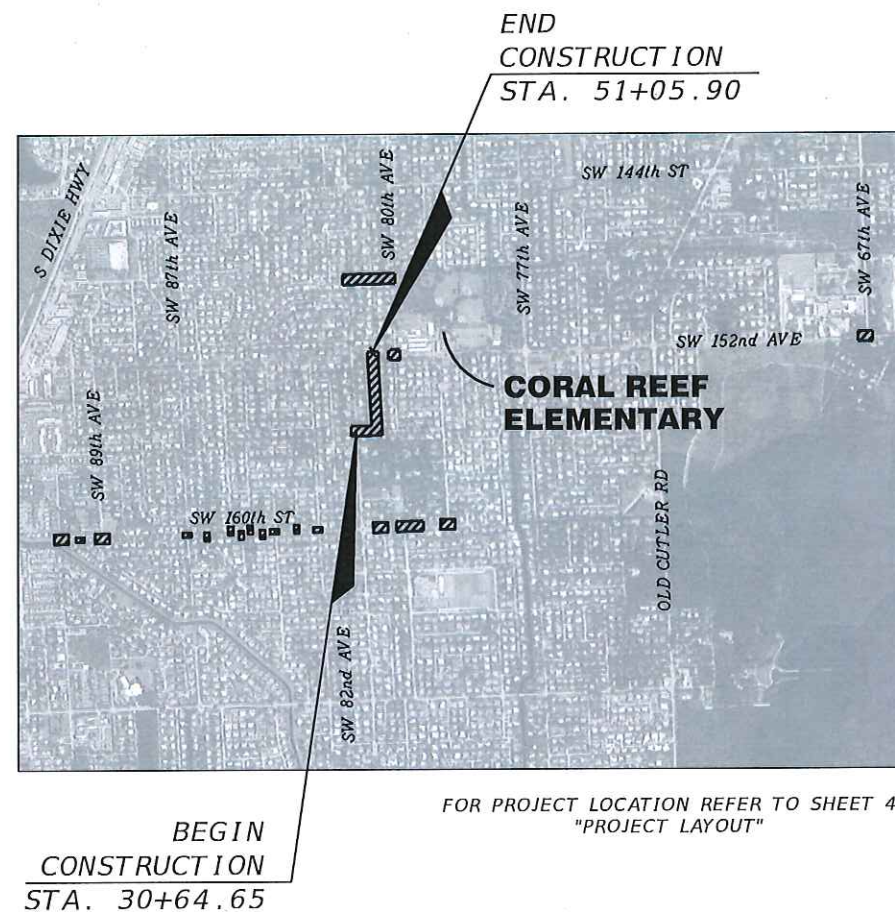 END
CONSTRUCTION
STA. 51+05.90
S DIXIE HWY
SW 87th AVE
SW 80th AVE
SW 144th ST
SW 77th AVE
SW 67th AVE
SW 152nd AVE
CORAL REEF
ELEMENTARY
SW 89th AVE
SW 160th ST
OLD CUTLER RD
SW 82nd AVE
FOR PROJECT LOCATION REFER TO SHEET 4
"PROJECT LAYOUT"
BEGIN
CONSTRUCTION
STA. 30+64.65